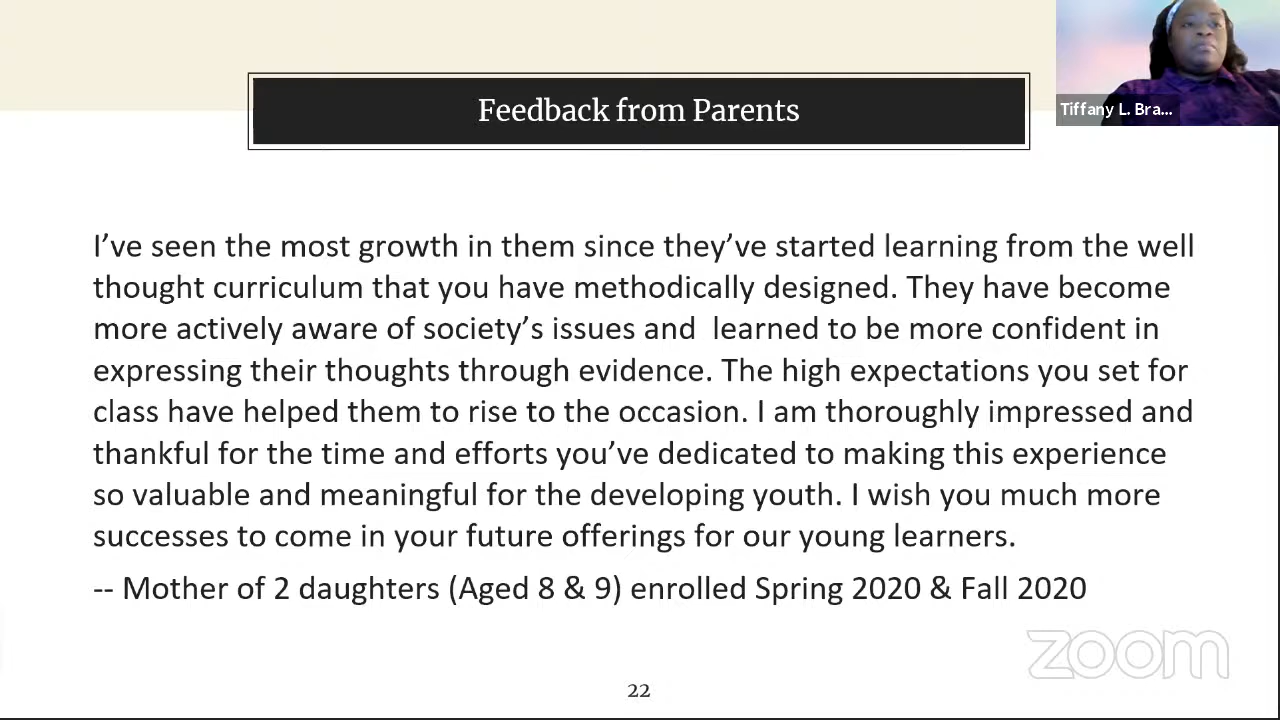 Feedback from Parents
Tiffany L. Bra...
I’ve seen the most growth in them since they’ve started learning from the well
thought curriculum that you have methodically designed. They have become
more actively aware of society’s issues and  learned to be more confident in
expressing their thoughts through evidence. The high expectations you set for
class have helped them to rise to the occasion. I am thoroughly impressed and
thankful for the time and efforts you’ve dedicated to making this experience
so valuable and meaningful for the developing youth. I wish you much more
successes to come in your future offerings for our young learners.
-- Mother of 2 daughters (Aged 8 & 9) enrolled Spring 2020 & Fall 2020
zoom
22